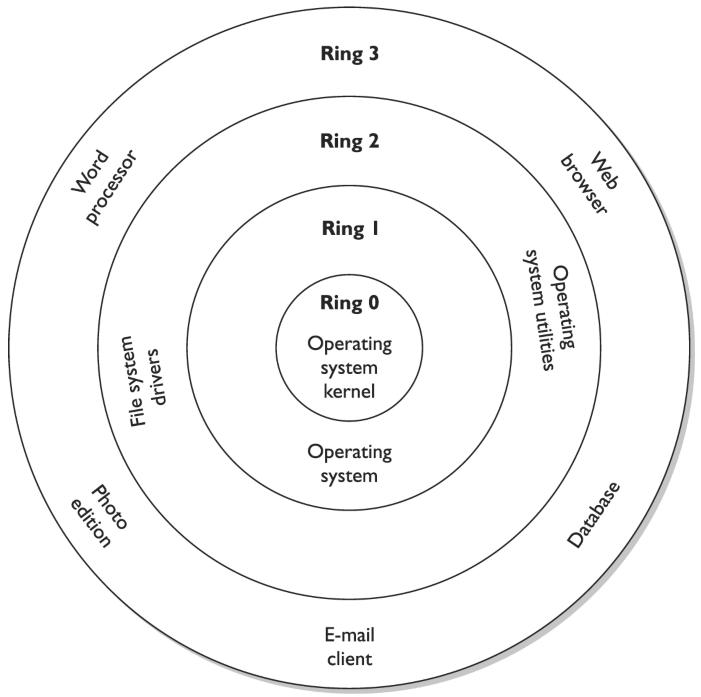 Ring 3
Word
processor
Web
browser
Ring 2
Operating
system utilities
File system
drivers
Ring 1
Ring 0
Operating
system
kernel
Operating
system
Photo
edition
Database
E-mail
client